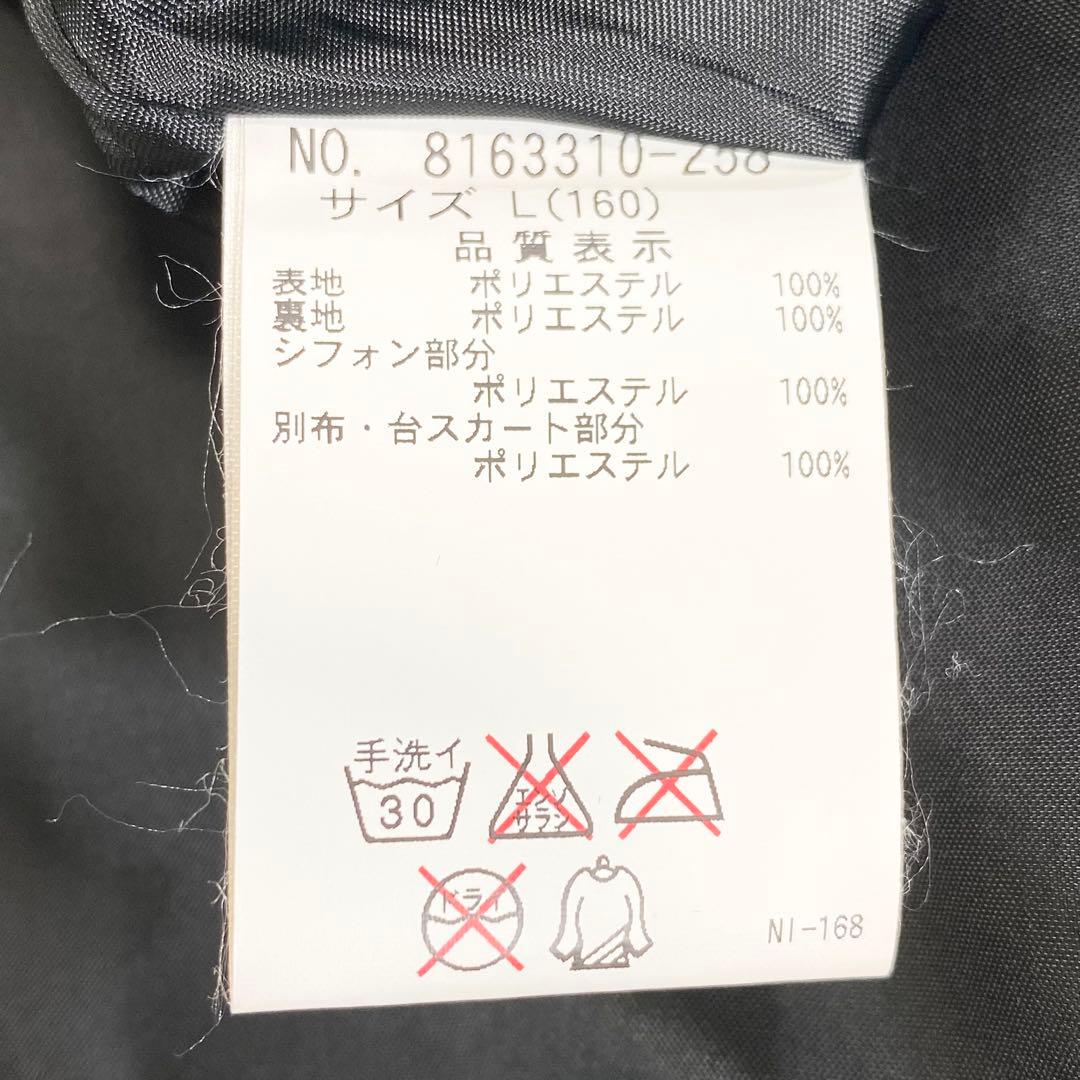 NO. 8163310-258
サイズ L(160)
品質表示
表地 ポリエステル 100%
裏地 ポリエステル 100%
シフォン部分
ポリエステル 100%
別布・台スカート部分
ポリエステル 100%
手洗イ
30
エンソ
サラシ
ドライ
NI-168